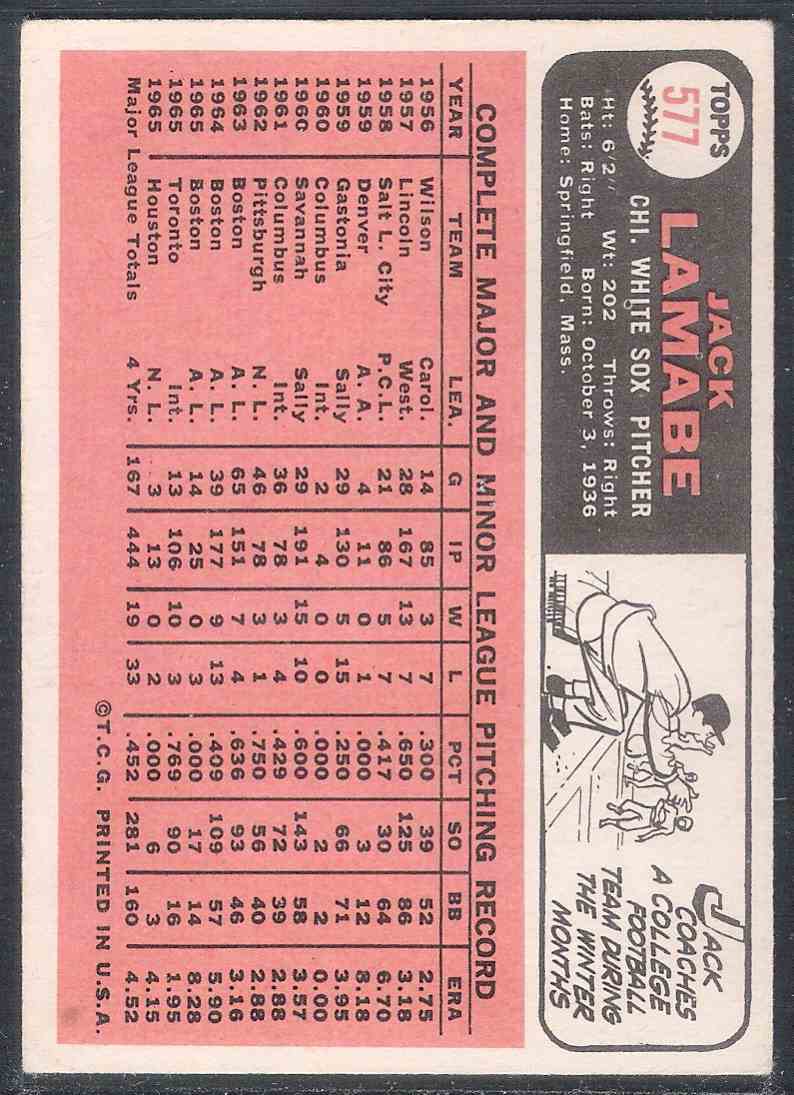 TOPPS
577
JACK
LAMABE
CHI. WHITE SOX PITCHER
Ht: 6'2" Wt: 202 Throws: Right
Bats: Right Born: October 3, 1936
Home: Springfield, Mass.
JACK
COACHES
A COLLEGE
FOOTBALL
TEAM DURING
THE WINTER
MONTHS
COMPLETE MAJOR AND MINOR LEAGUE PITCHING RECORD
YEAR TEAM LEA. G IP W L PCT SO BB ERA
1956 Wilson Carol. 14 85 3 7 .300 39 52 2.75
1957 Lincoln West. 28 167 13 7 .650 125 86 3.18
1958 Salt L. City P.C.L. 21 86 5 7 .417 30 64 6.70
1959 Denver A. A. 4 11 0 1 .000 3 12 8.18
1959 Gastonia Sally 29 130 5 15 .250 66 71 3.95
1960 Columbus Int. 2 4 0 0 .000 2 2 0.00
1960 Savannah Sally 29 191 15 10 .600 143 58 3.57
1961 Columbus Int. 36 78 3 4 .429 72 39 2.88
1962 Pittsburgh N. L. 46 78 3 1 .750 56 40 2.88
1963 Boston A. L. 65 151 7 4 .636 93 46 3.16
1964 Boston A. L. 39 177 9 13 .409 109 57 5.90
1965 Boston A. L. 14 25 0 3 .000 17 14 8.28
1965 Toronto Int. 13 106 10 3 .769 90 16 1.95
1965 Houston N. L. 3 13 0 2 .000 6 3 4.15
Major League Totals 4 Yrs. 167 444 19 33 .452 281 160 4.52
©T.C.G. PRINTED IN U.S.A.